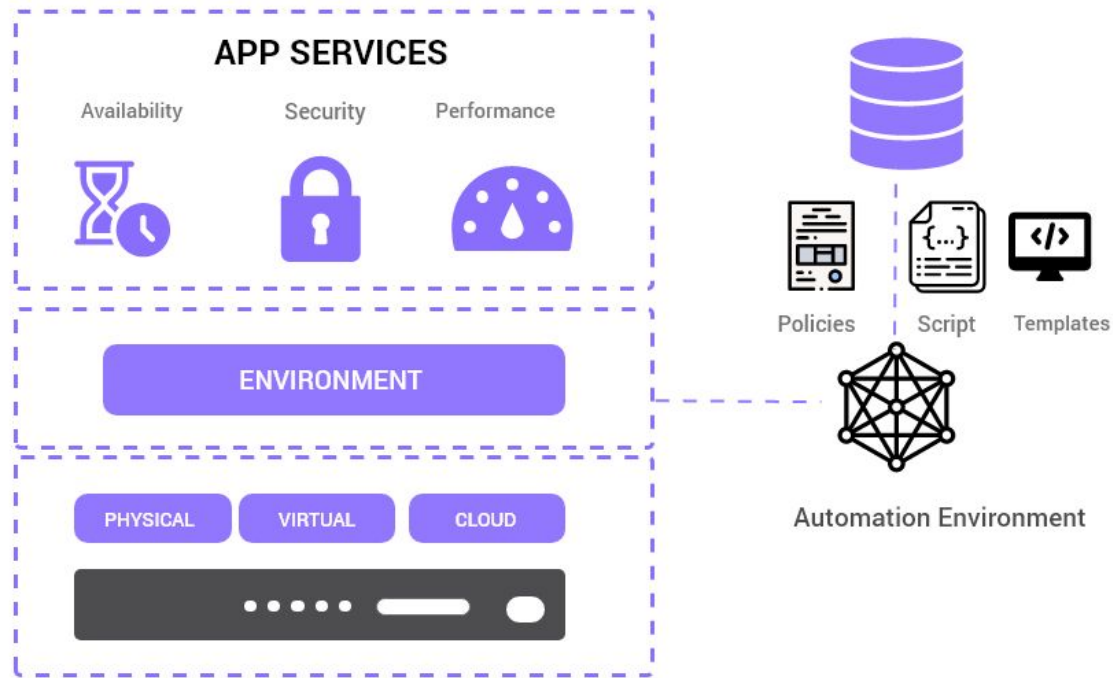 APP SERVICES
Availability Security Performance
ENVIRONMENT
PHYSICAL VIRTUAL CLOUD
{...} </>
Policies Script Templates
Automation Environment